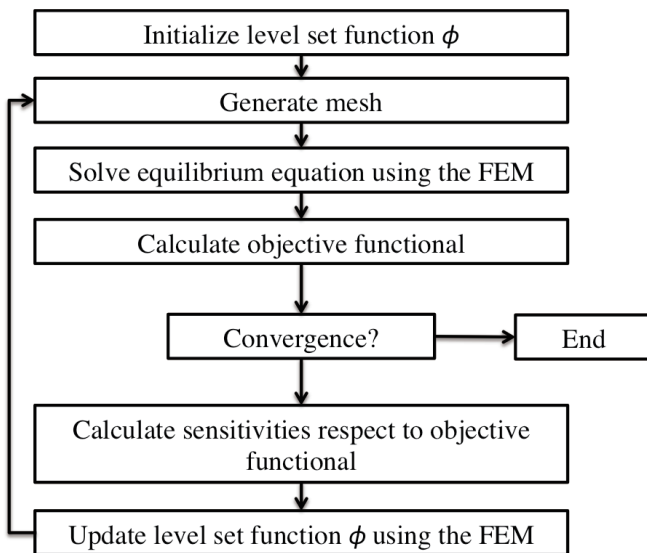 Initialize level set function ϕ
Generate mesh
Solve equilibrium equation using the FEM
Calculate objective functional
Convergence?
End
Calculate sensitivities respect to objective
functional
Update level set function ϕ using the FEM